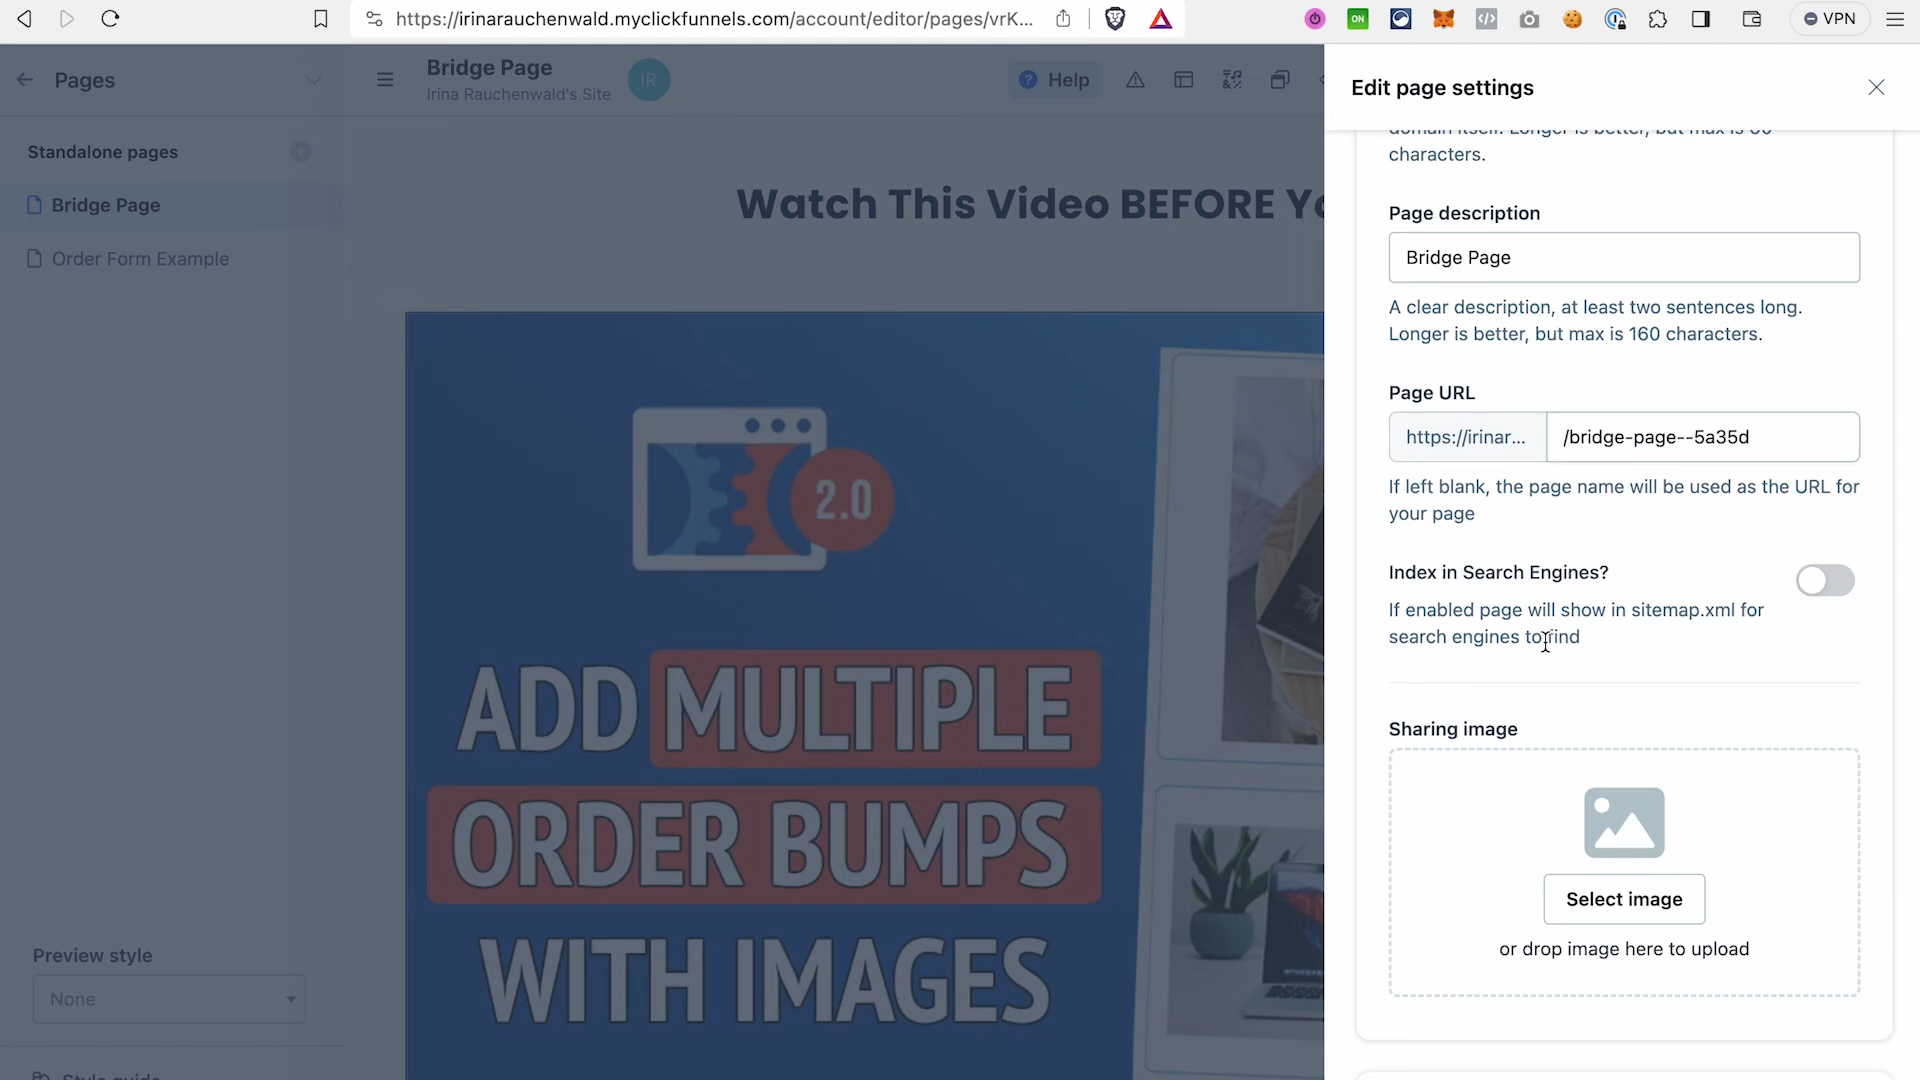 https://irinarauchenwald.myclickfunnels.com/account/editor/pages/vrK...
ON
VPN
Pages
Bridge Page
Irina Rauchenwald's Site
IR
Help
Edit page settings
Standalone pages
Bridge Page
Order Form Example
Watch This Video BEFORE Yo
domain itself. Longer is better, but max is 60
characters.
Page description
Bridge Page
A clear description, at least two sentences long.
Longer is better, but max is 160 characters.
Page URL
https://irinar...
/bridge-page--5a35d
If left blank, the page name will be used as the URL for
your page
Index in Search Engines?
If enabled page will show in sitemap.xml for
search engines to find
2.0
ADD MULTIPLE
ORDER BUMPS
WITH IMAGES
Sharing image
Select image
or drop image here to upload
Preview style
None
Style guide